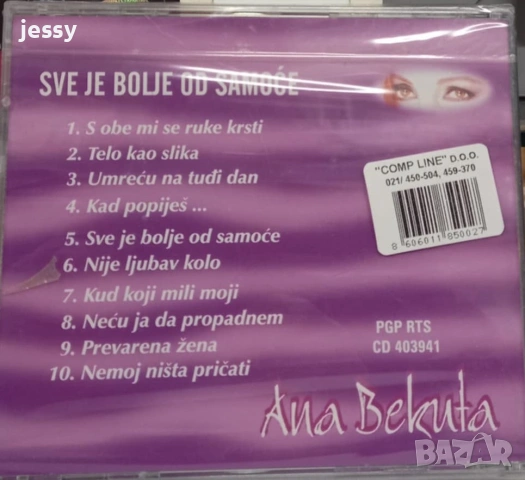 jessy
SVE JE BOLJE OD SAMOĆE
1. S obe mi se ruke krsti
2. Telo kao slika
3. Umreću na tuđi dan
4. Kad popiješ ...
5. Sve je bolje od samoće
6. Nije ljubav kolo
7. Kud koji mili moji
8. Neću ja da propadnem
9. Prevarena žena
10. Nemoj ništa pričati
"COMP LINE" D.O.O.
021/ 450-504, 459-370
8 606011 850027
PGP RTS
CD 403941
Ana Bekuta
BAZAR